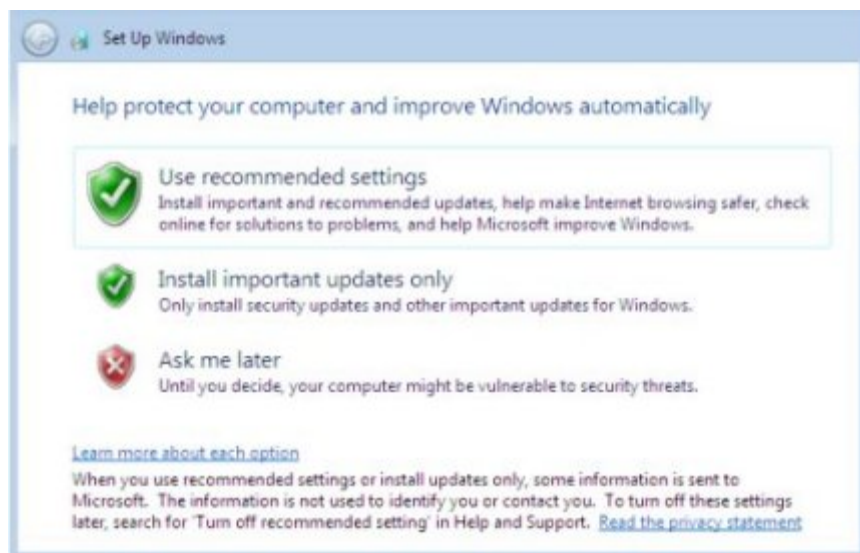 Set Up Windows
Help protect your computer and improve Windows automatically
Use recommended settings
Install important and recommended updates, help make Internet browsing safer, check
online for solutions to problems, and help Microsoft improve Windows.
Install important updates only
Only install security updates and other important updates for Windows.
Ask me later
Until you decide, your computer might be vulnerable to security threats.
Learn more about each option
When you use recommended settings or install updates only, some information is sent to
Microsoft. The information is not used to identify you or contact you. To turn off these settings
later, search for 'Turn off recommended setting' in Help and Support. Read the privacy statement